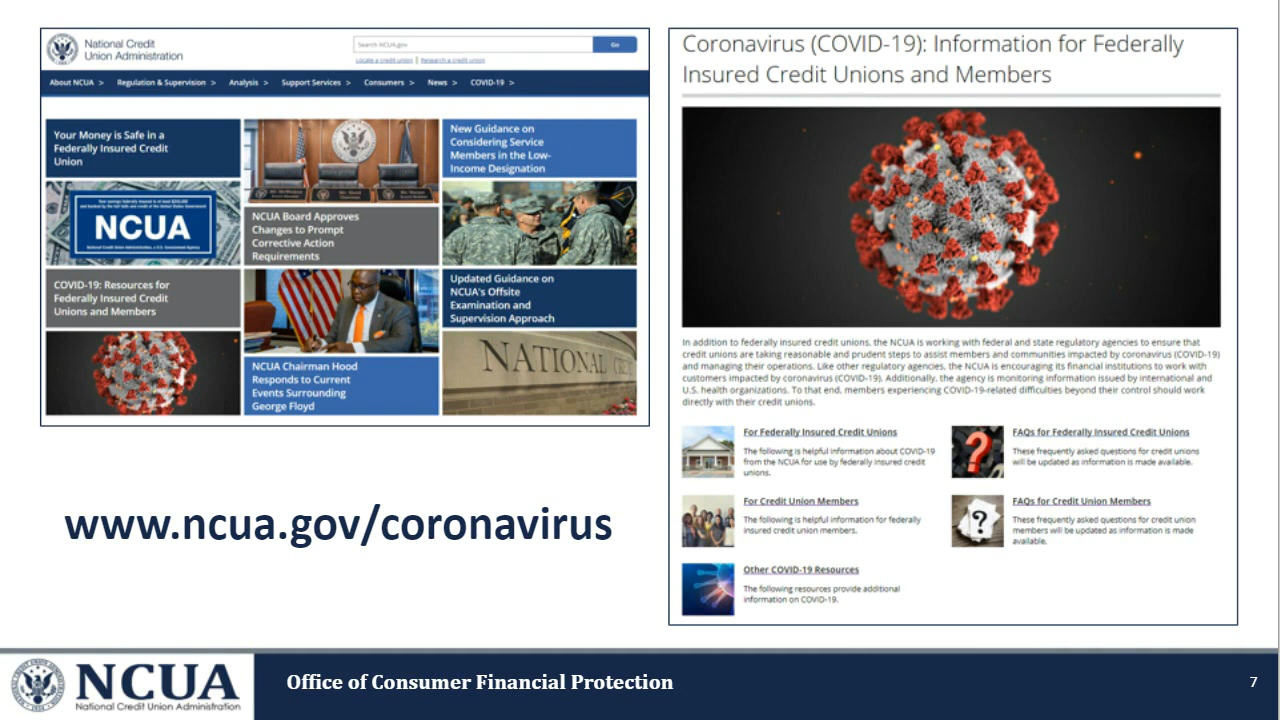 National Credit
Union Administration
Search NCUA.gov
Go
Locate a credit union | Research a credit union
About NCUA > Regulation & Supervision > Analysis > Support Services > Consumers > News > COVID-19 >
Your Money is Safe in a
Federally Insured Credit
Union
NCUA
National Credit Union Administration, a U.S. Government Agency
COVID-19: Resources for
Federally Insured Credit
Unions and Members
NCUA Board Approves
Changes to Prompt
Corrective Action
Requirements
NCUA Chairman Hood
Responds to Current
Events Surrounding
George Floyd
New Guidance on
Considering Service
Members in the Low-
Income Designation
Updated Guidance on
NCUA's Offsite
Examination and
Supervision Approach
NATIONAL
www.ncua.gov/coronavirus
Coronavirus (COVID-19): Information for Federally
Insured Credit Unions and Members
In addition to federally insured credit unions, the NCUA is working with federal and state regulatory agencies to ensure that
credit unions are taking reasonable and prudent steps to assist members and communities impacted by coronavirus (COVID-19)
and managing their operations. Like other regulatory agencies, the NCUA is encouraging its financial institutions to work with
customers impacted by coronavirus (COVID-19). Additionally, the agency is monitoring information issued by international and
U.S. health organizations. To that end, members experiencing COVID-19-related difficulties beyond their control should work
directly with their credit unions.
For Federally Insured Credit Unions
The following is helpful information about COVID-19
from the NCUA for use by federally insured credit
unions.
FAQs for Federally Insured Credit Unions
These frequently asked questions for credit unions
will be updated as information is made available.
For Credit Union Members
The following is helpful information for federally
insured credit union members.
FAQs for Credit Union Members
These frequently asked questions for credit union
members will be updated as information is made
available.
Other COVID-19 Resources
The following resources provide additional
information on COVID-19.
NCUA
National Credit Union Administration
Office of Consumer Financial Protection
7